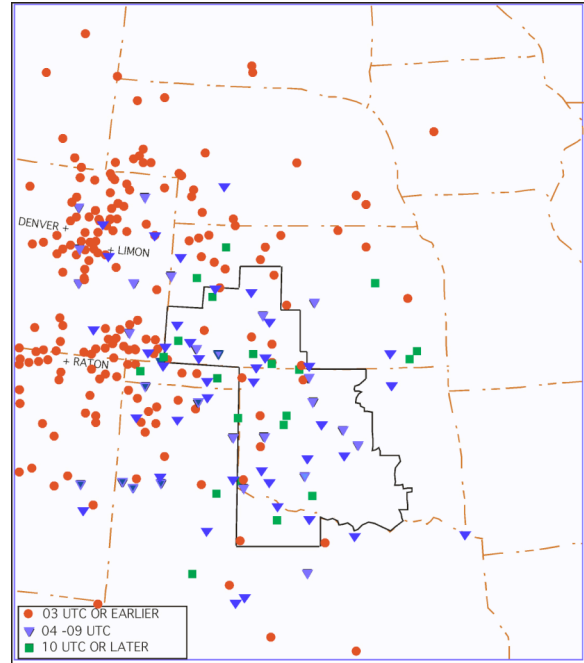 DENVER +
+ LIMON
+ RATON
03 UTC OR EARLIER
04 -09 UTC
10 UTC OR LATER